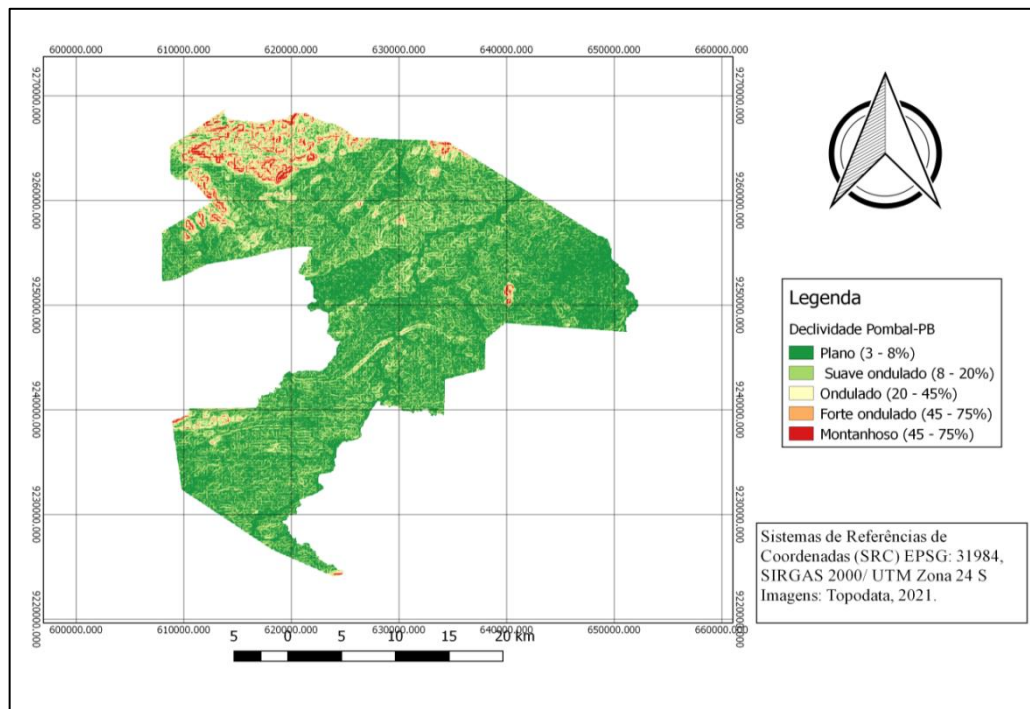 600000.000 610000.000 620000.000 630000.000 640000.000 650000.000 660000.000
9270000.000 9270000.000
9260000.000 9260000.000
9250000.000 9250000.000
9240000.000 9240000.000
9230000.000 9230000.000
9220000.000 9220000.000
600000.000 610000.000 620000.000 630000.000 640000.000 650000.000 660000.000
5 0 5 10 15 20 km
Legenda
Declividade Pombal-PB
Plano (3 - 8%)
Suave ondulado (8 - 20%)
Ondulado (20 - 45%)
Forte ondulado (45 - 75%)
Montanhoso (45 - 75%)
Sistemas de Referências de
Coordenadas (SRC) EPSG: 31984,
SIRGAS 2000/ UTM Zona 24 S
Imagens: Topodata, 2021.